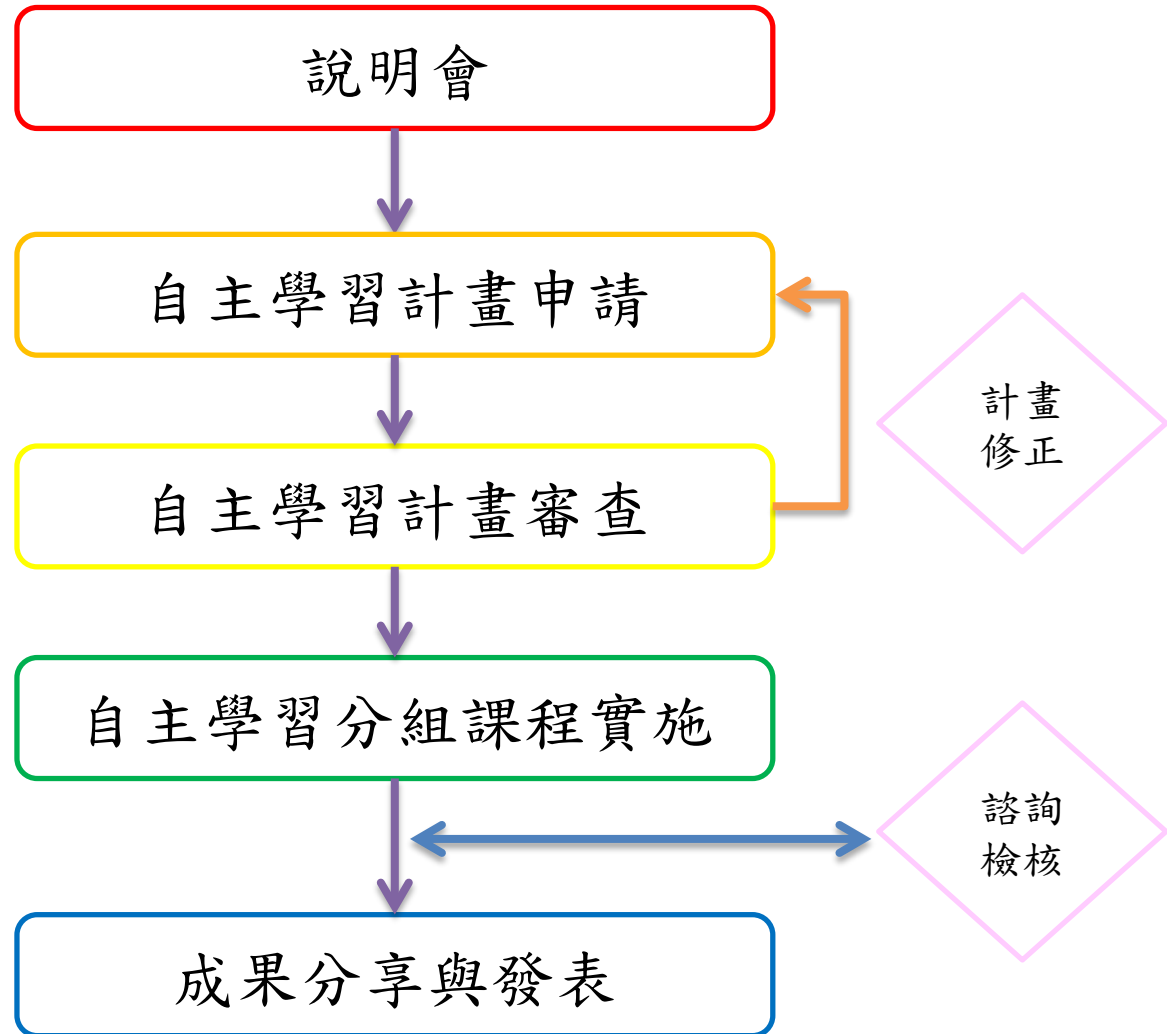 說明會
自主學習計畫申請
計畫
修正
自主學習計畫審查
自主學習分組課程實施
諮詢
檢核
成果分享與發表